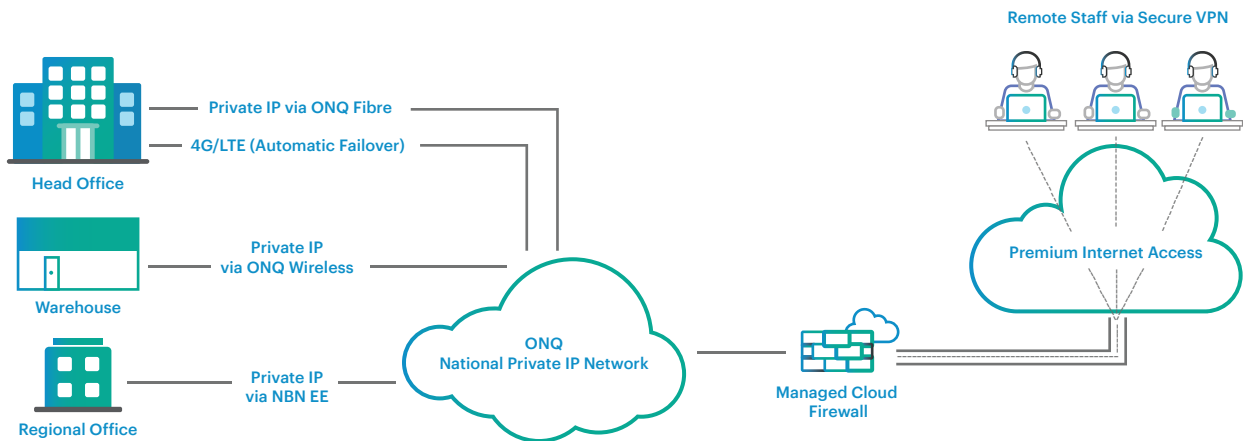 Remote Staff via Secure VPN
Private IP via ONQ Fibre
4G/LTE (Automatic Failover)
Head Office
Private IP
via ONQ Wireless
Warehouse
Premium Internet Access
ONQ
National Private IP Network
Private IP
via NBN EE
Regional Office
Managed Cloud
Firewall